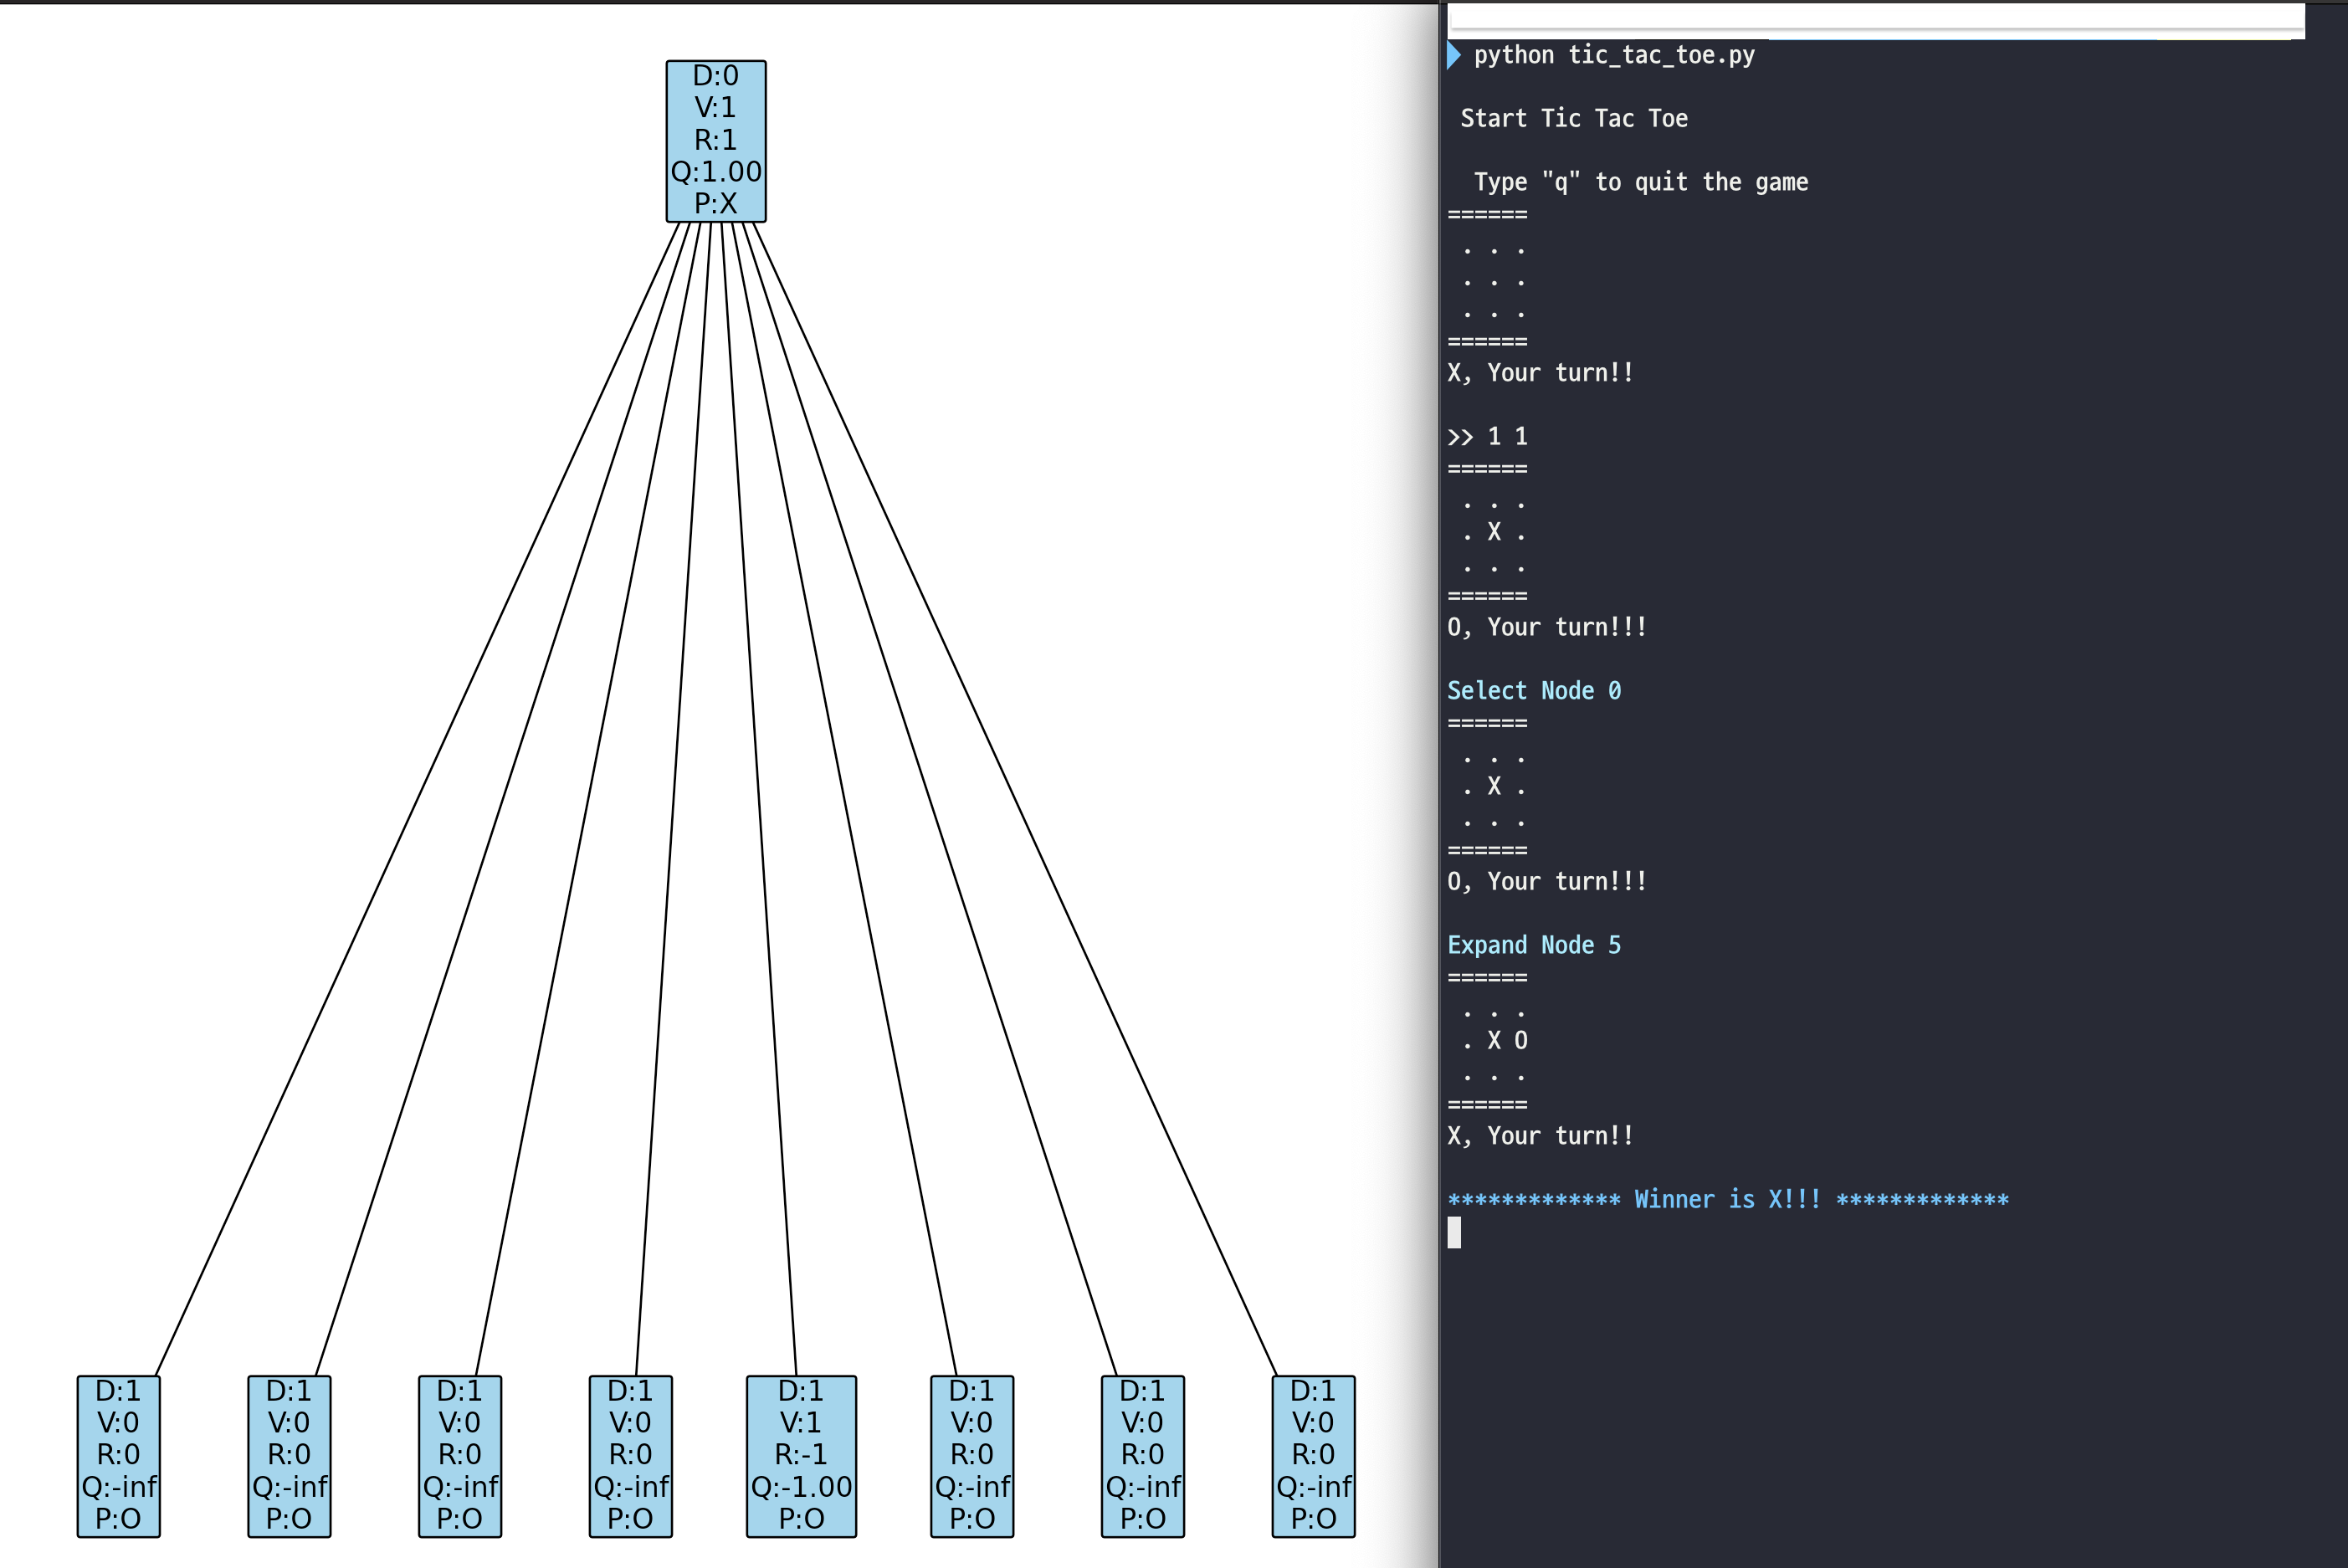 D:0
V:1
R:1
Q:1.00
P:X
D:1
V:0
R:0
Q:-inf
P:O
D:1
V:0
R:0
Q:-inf
P:O
D:1
V:0
R:0
Q:-inf
P:O
D:1
V:0
R:0
Q:-inf
P:O
D:1
V:1
R:-1
Q:-1.00
P:O
D:1
V:0
R:0
Q:-inf
P:O
D:1
V:0
R:0
Q:-inf
P:O
D:1
V:0
R:0
Q:-inf
P:O
python tic_tac_toe.py
Start Tic Tac Toe
Type "q" to quit the game
======
. . .
. . .
. . .
======
X, Your turn!!
>> 1 1
======
. . .
. X .
. . .
======
O, Your turn!!!
Select Node 0
======
. . .
. X .
. . .
======
O, Your turn!!!
Expand Node 5
======
. . .
. X O
. . .
======
X, Your turn!!
************* Winner is X!!! *************